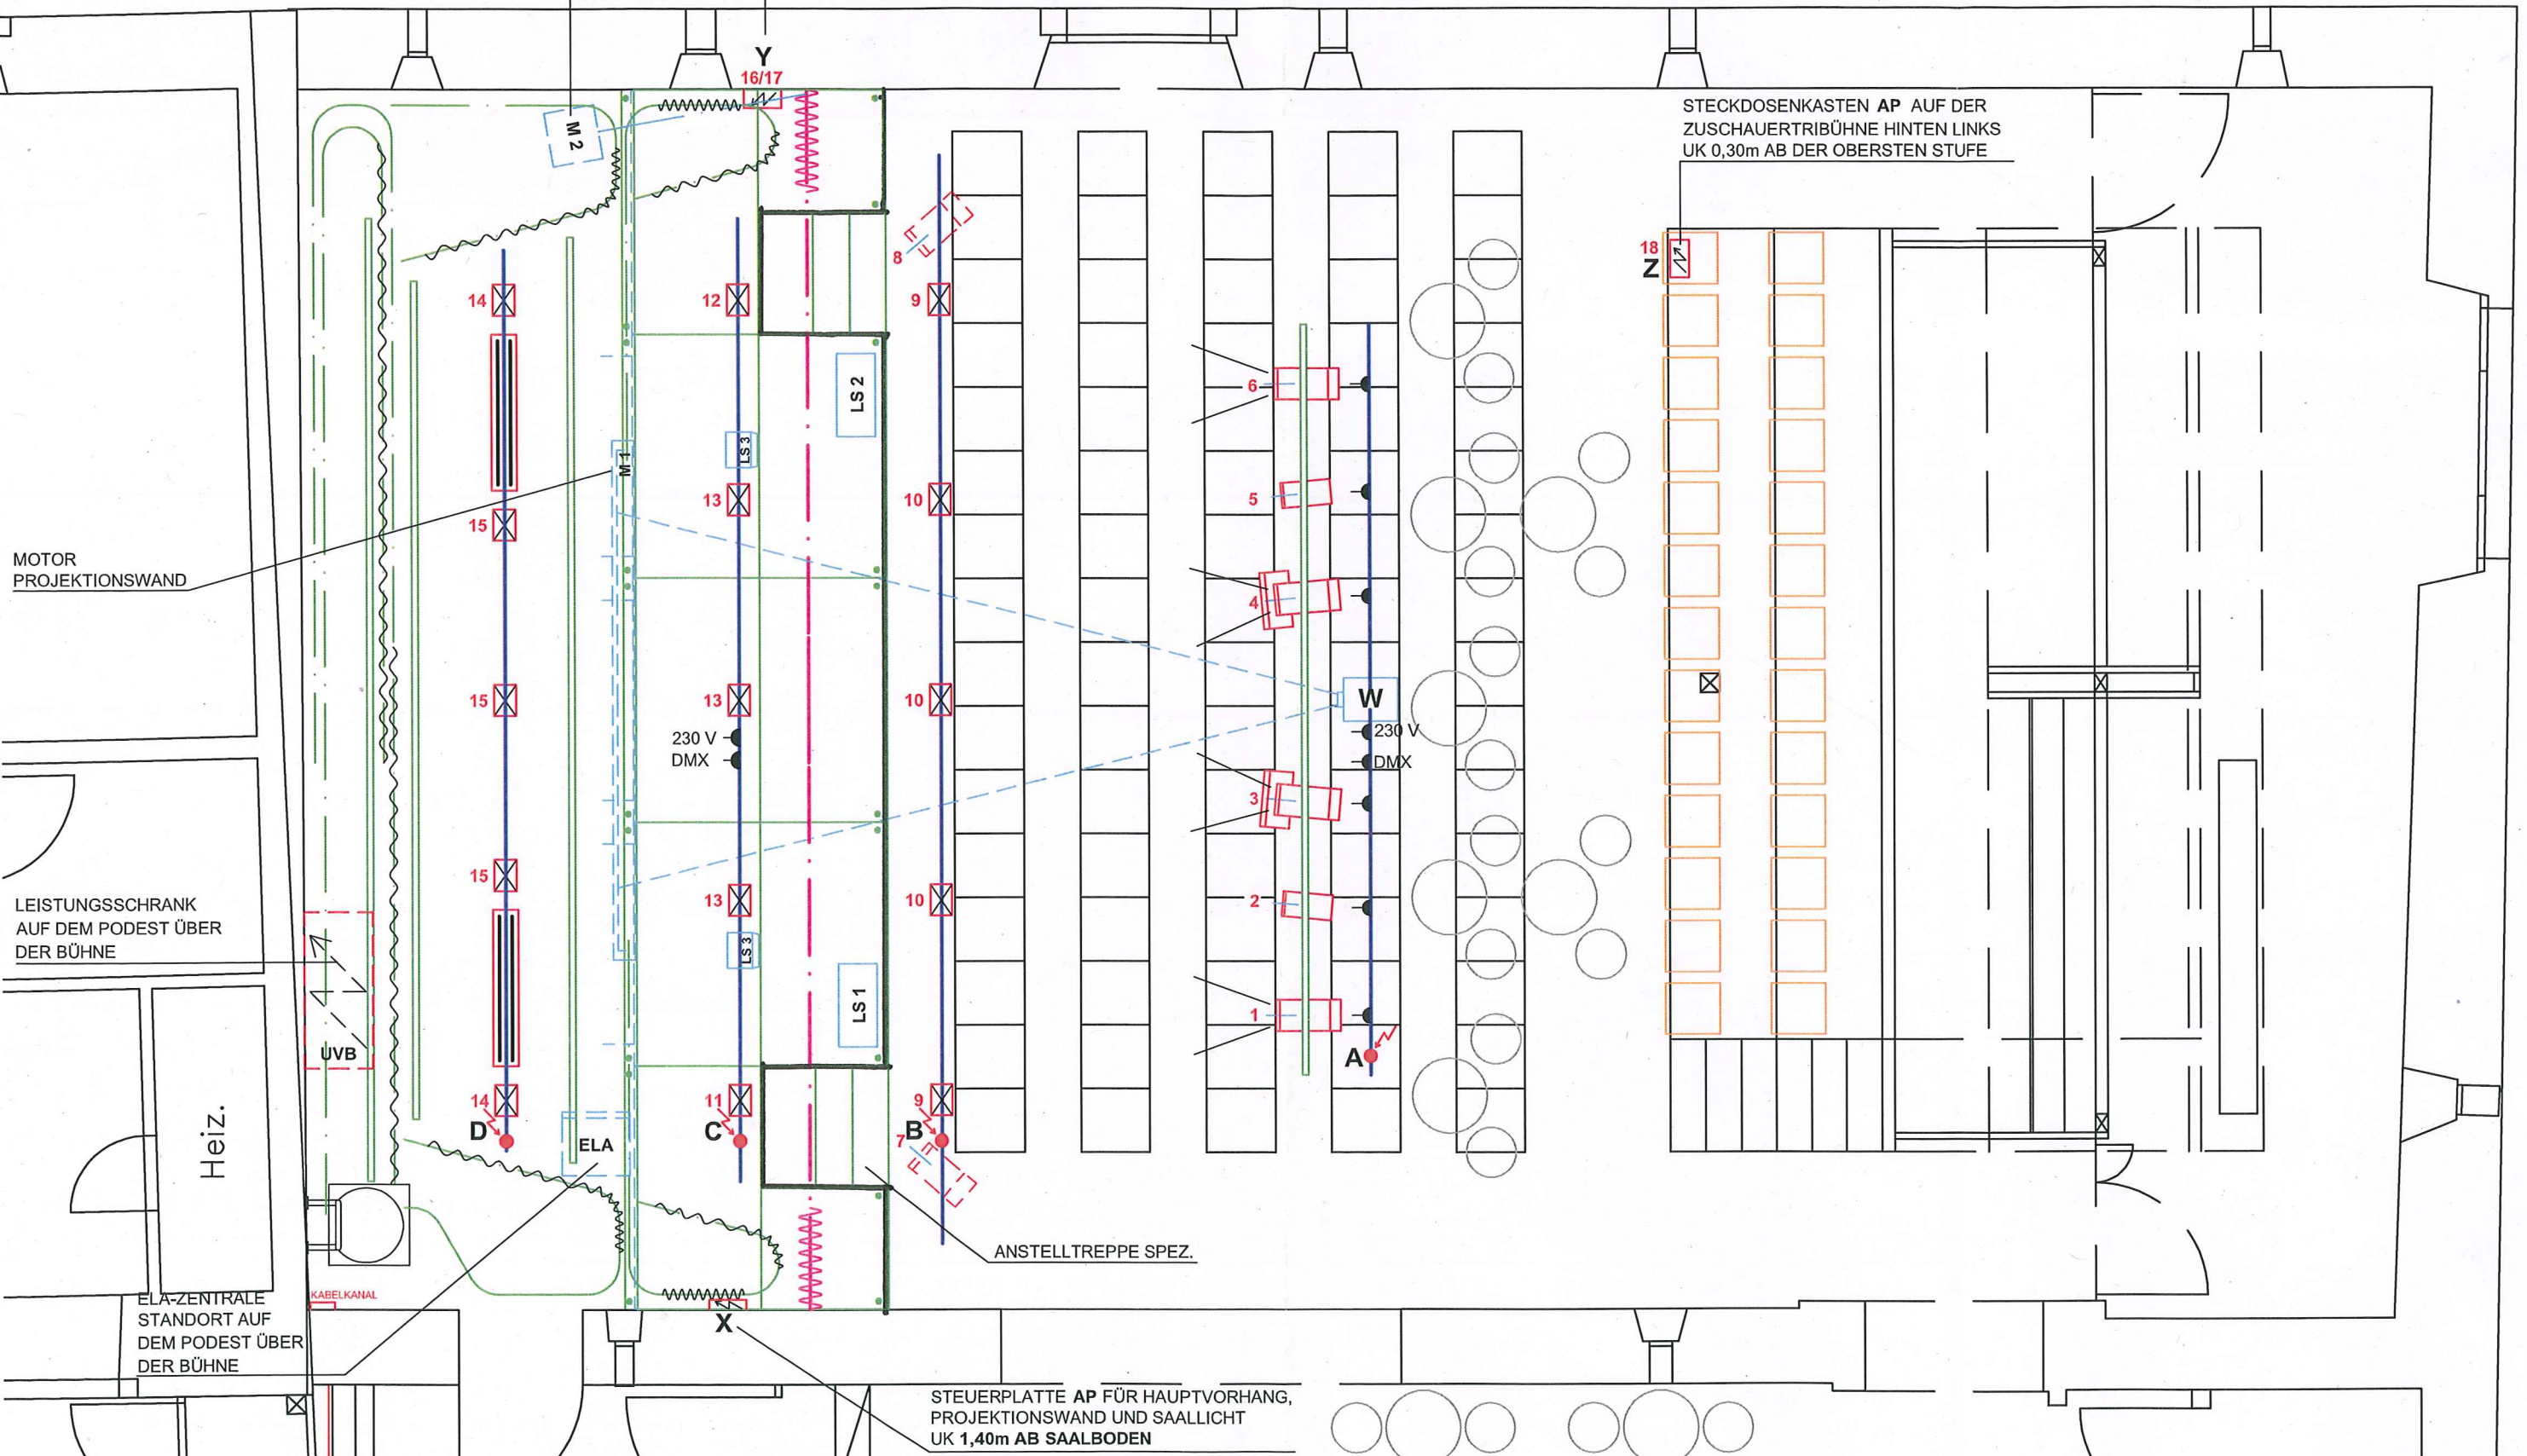 Y
16/17
M 2
STECKDOSENKASTEN AP AUF DER
ZUSCHAUERTRIBÜHNE HINTEN LINKS
UK 0,30m AB DER OBERSTEN STUFE
8
18
Z
14
12
9
6
LS 2
LS 3
M 1
13
10
5
15
MOTOR
PROJEKTIONSWAND
4
15
13
10
W
230 V
DMX
230 V
DMX
3
15
13
10
2
LEISTUNGSSCHRANK
AUF DEM PODEST ÜBER
DER BÜHNE
LS 3
LS 1
1
UVB
A
14
11
9
D
C
B
7
ELA
Heiz.
ANSTELLTREPPE SPEZ.
KABELKANAL
ELA-ZENTRALE
STANDORT AUF
DEM PODEST ÜBER
DER BÜHNE
X
STEUERPLATTE AP FÜR HAUPTVORHANG,
PROJEKTIONSWAND UND SAALLICHT
UK 1,40m AB SAALBODEN